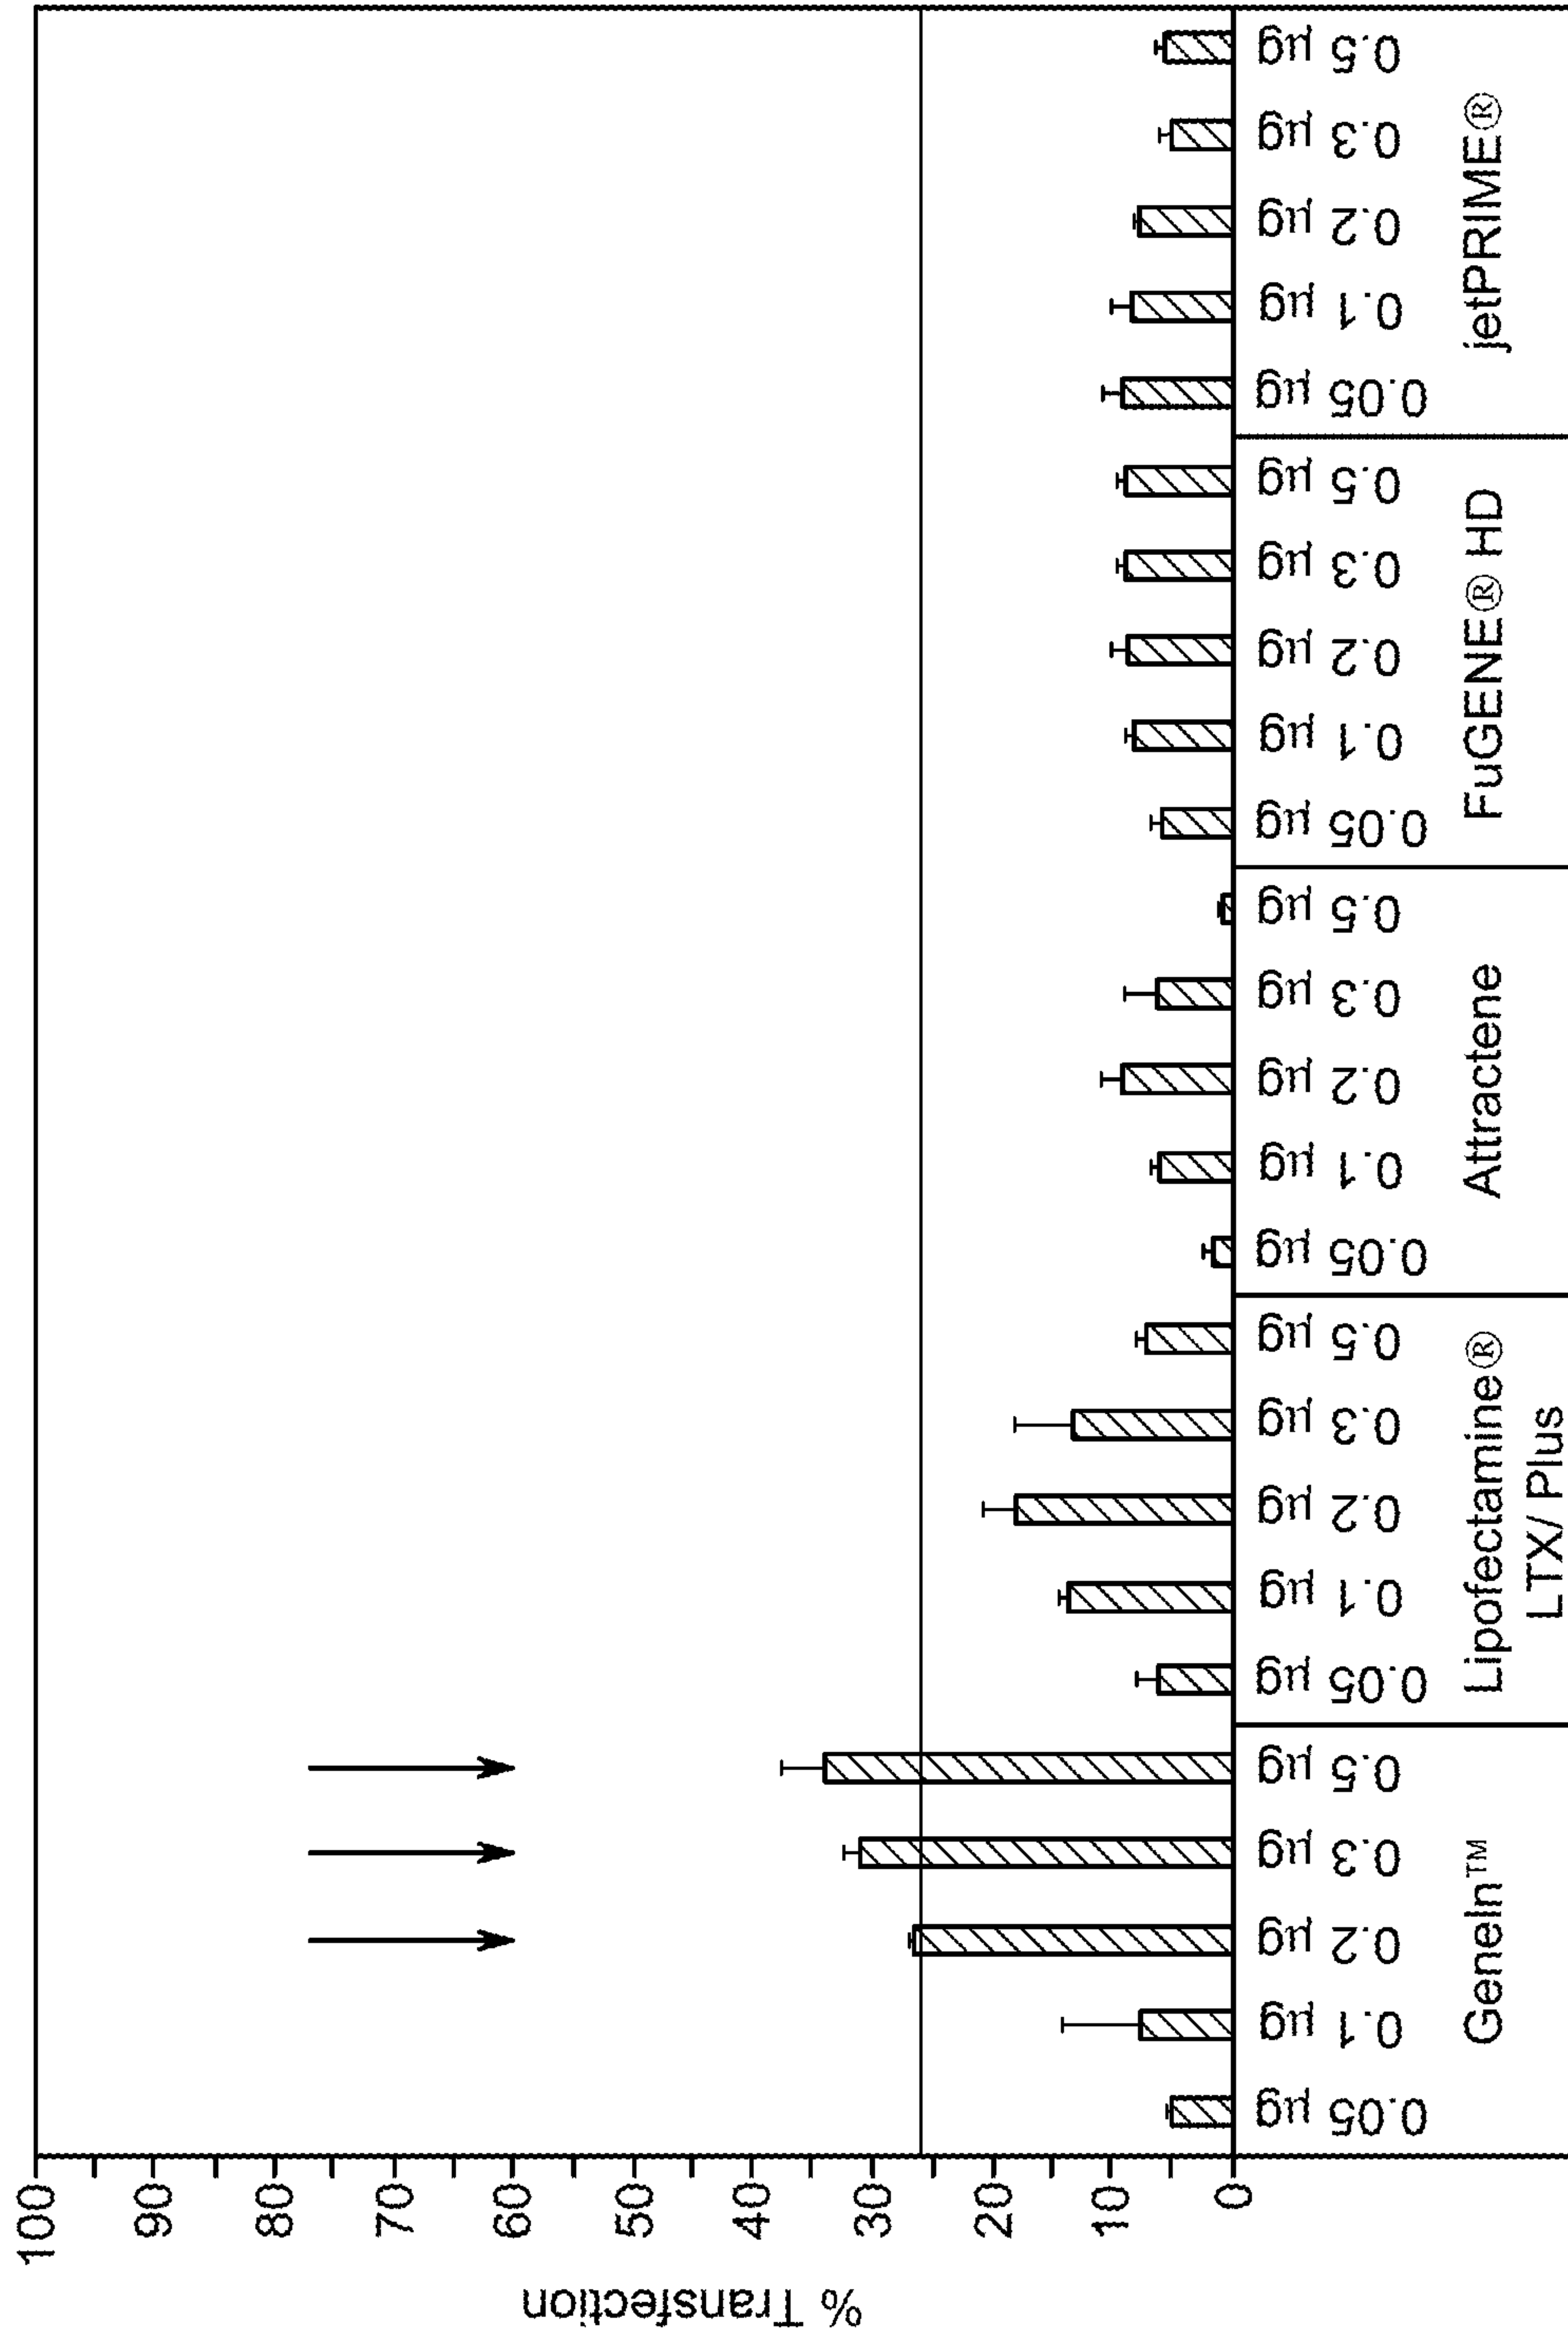 % Transfection
100
90
80
70
60
50
40
30
20
10
0
0.05 µg
0.1 µg
0.2 µg
0.3 µg
0.5 µg
0.05 µg
0.1 µg
0.2 µg
0.3 µg
0.5 µg
0.05 µg
0.1 µg
0.2 µg
0.3 µg
0.5 µg
0.05 µg
0.1 µg
0.2 µg
0.3 µg
0.5 µg
0.05 µg
0.1 µg
0.2 µg
0.3 µg
0.5 µg
GeneIn™
Lipofectamine®
LTX/ Plus
Attractene
FuGENE® HD
jetPRIME®